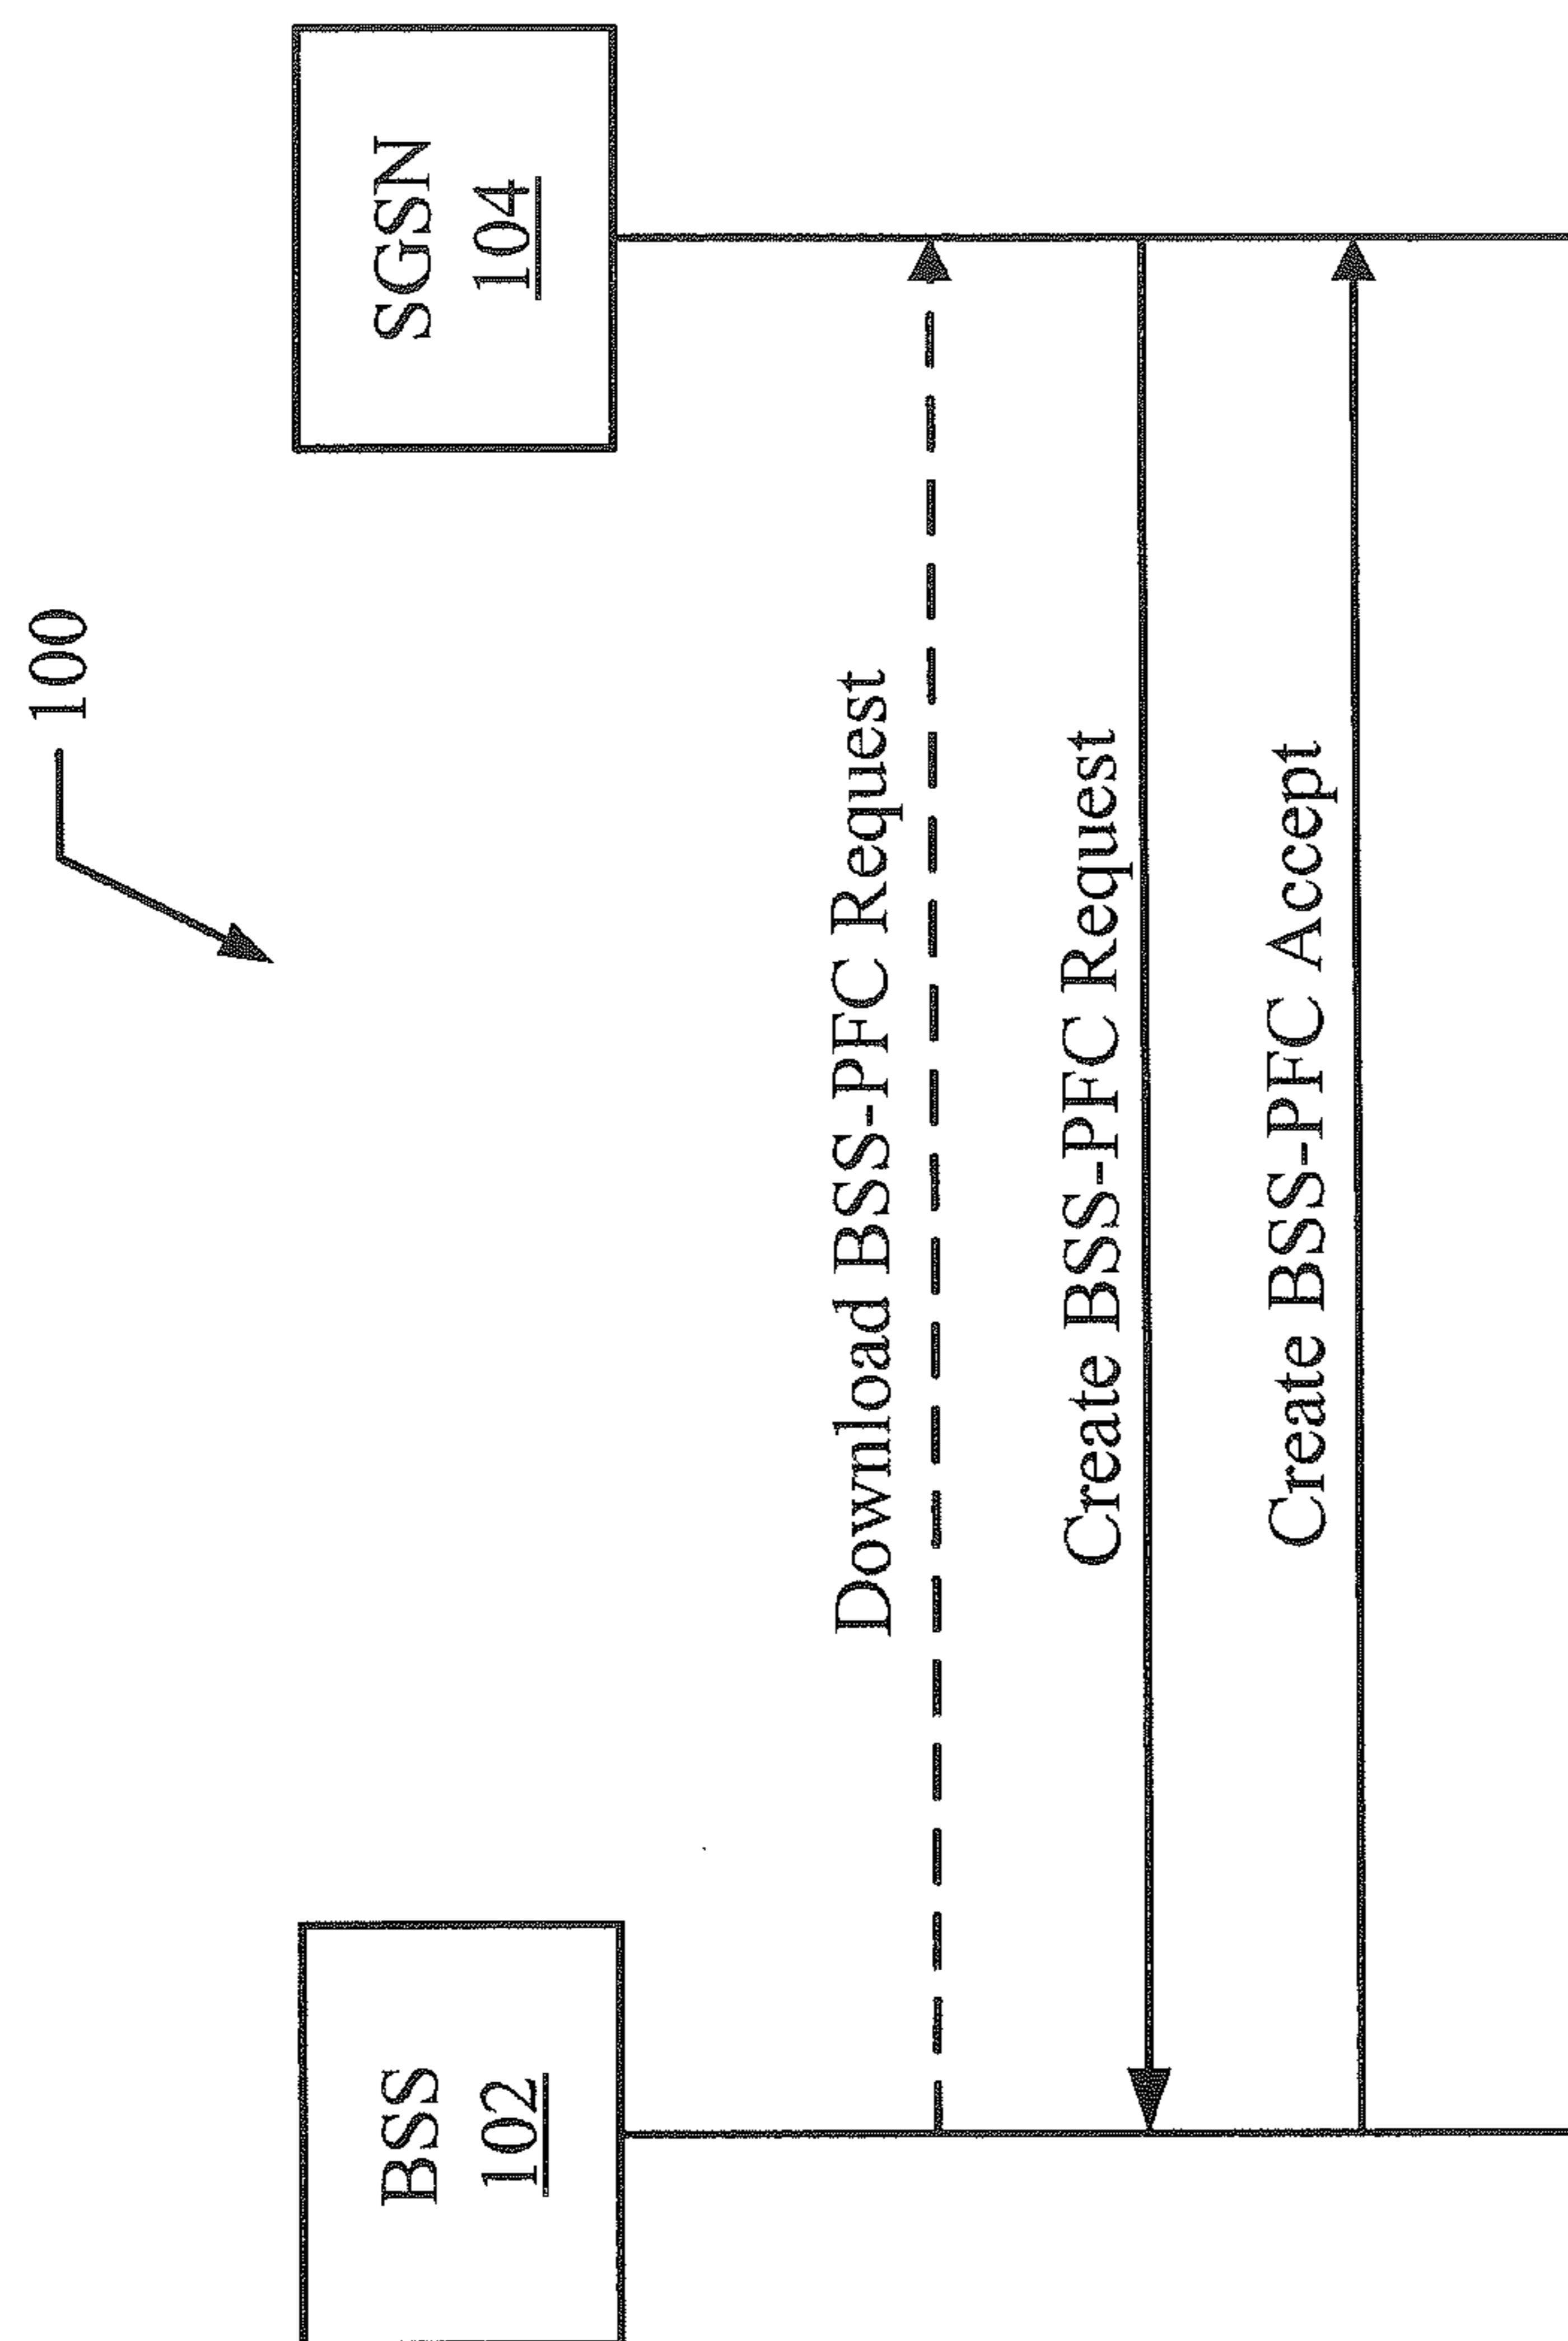 100
BSS
102
SGSN
104
Download BSS-PFC Request
Create BSS-PFC Request
Create BSS-PFC Accept